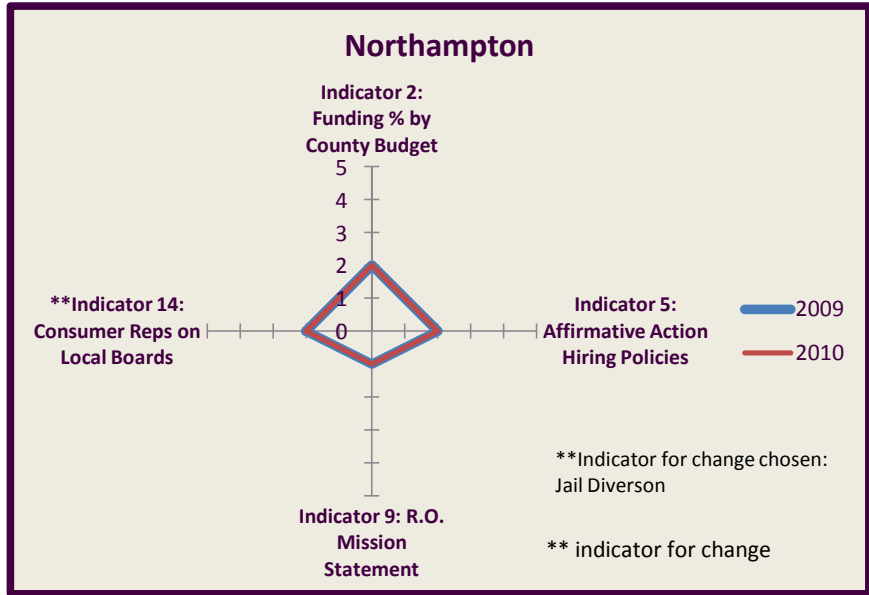 Northampton
Indicator 2:
Funding % by
County Budget
5
4
3
2
1
0
**Indicator 14:
Consumer Reps on
Local Boards
Indicator 5:
Affirmative Action
Hiring Policies
2009
2010
Indicator 9: R.O.
Mission
Statement
**Indicator for change chosen:
Jail Diverson
** indicator for change